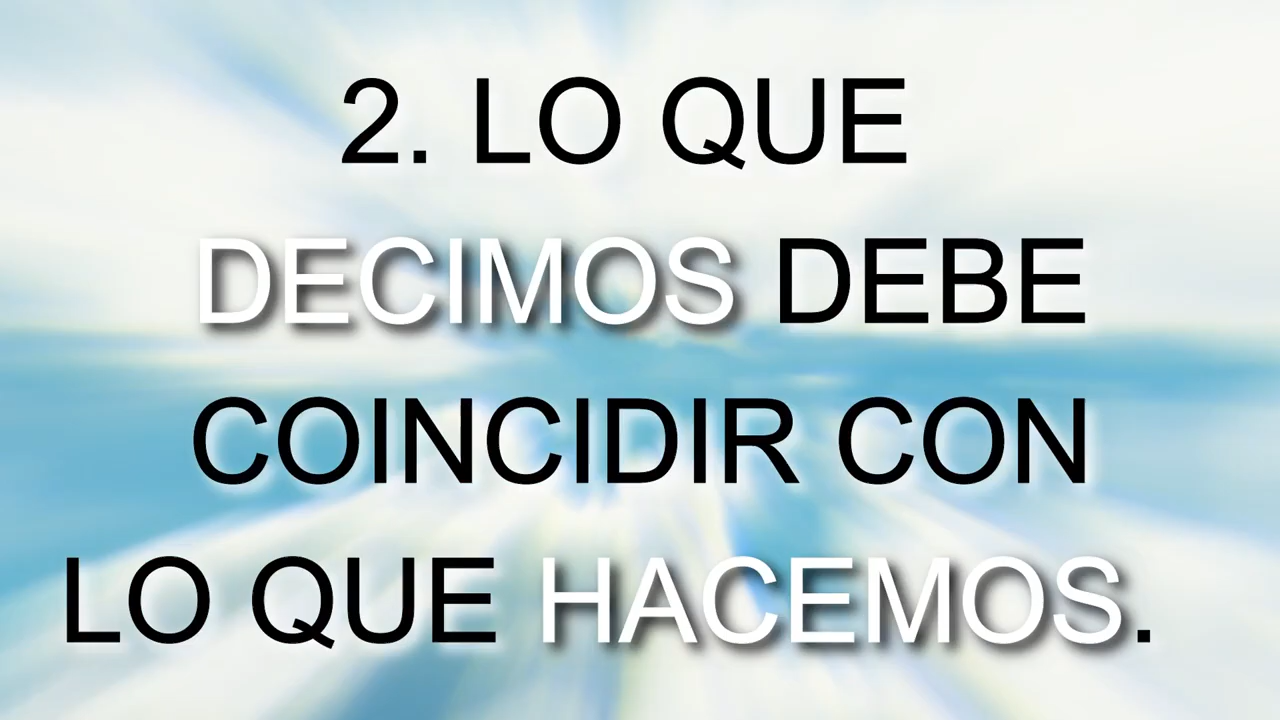 2. LO QUE
DECIMOS DEBE
COINCIDIR CON
LO QUE HACEMOS.